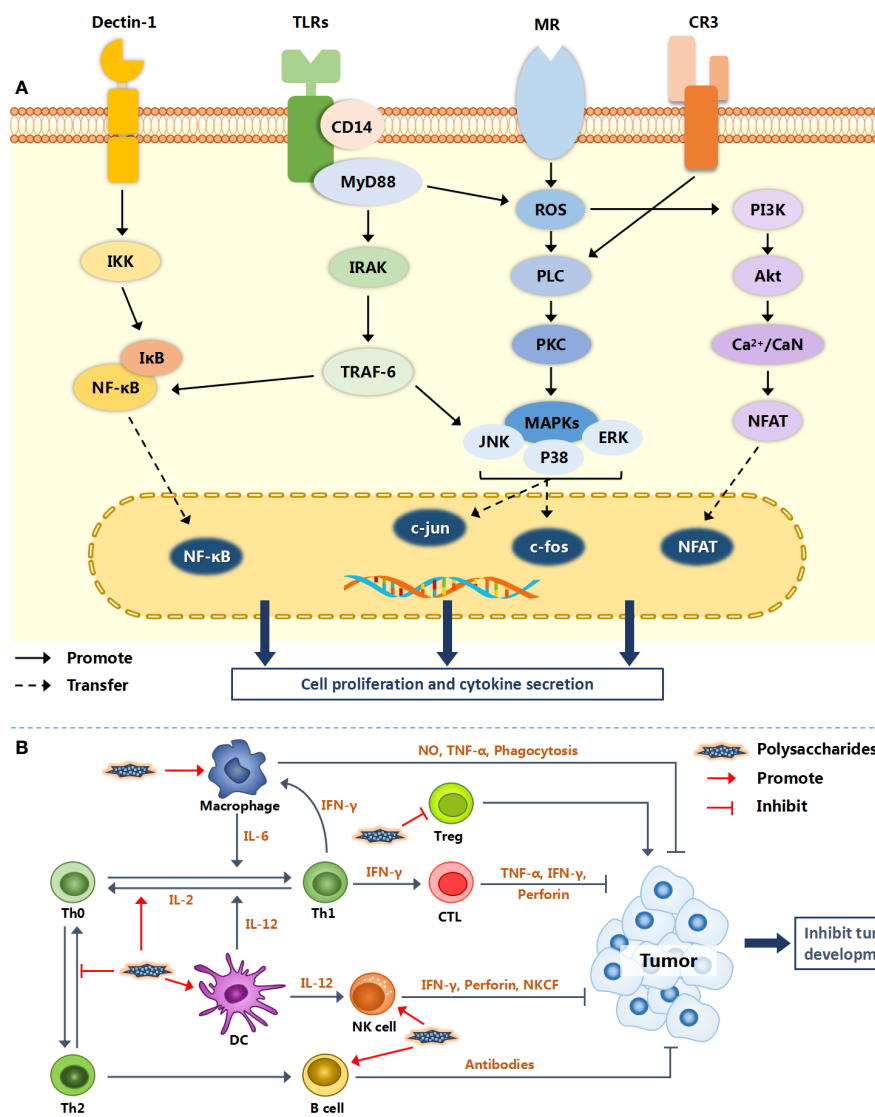 Dectin-1
TLRs
MR
CR3
A
CD14
MyD88
ROS
PI3K
IKK
IRAK
PLC
Akt
IκB
NF-κB
TRAF-6
PKC
Ca²⁺/CaN
MAPKs
JNK
ERK
P38
NFAT
NF-κB
c-jun
c-fos
NFAT
Promote
Transfer
Cell proliferation and cytokine secretion
B
NO, TNF-α, Phagocytosis
Polysaccharides
Promote
Inhibit
Macrophage
IFN-γ
Treg
IL-6
IFN-γ
TNF-α, IFN-γ,
Perforin
Th0
IL-2
Th1
CTL
IL-12
Tumor
Inhibit tum
developm
IL-12
IFN-γ, Perforin, NKCF
DC
NK cell
Antibodies
Th2
B cell